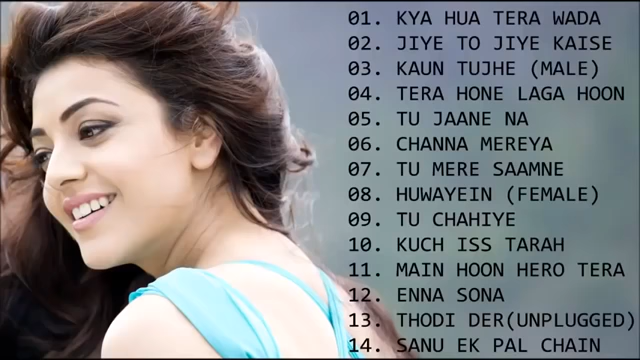 01. KYA HUA TERA WADA
02. JIYE TO JIYE KAISE
03. KAUN TUJHE (MALE)
04. TERA HONE LAGA HOON
05. TU JAANE NA
06. CHANNA MEREYA
07. TU MERE SAAMNE
08. HUWAYEIN (FEMALE)
09. TU CHAHIYE
10. KUCH ISS TARAH
11. MAIN HOON HERO TERA
12. ENNA SONA
13. THODI DER(UNPLUGGED)
14. SANU EK PAL CHAIN